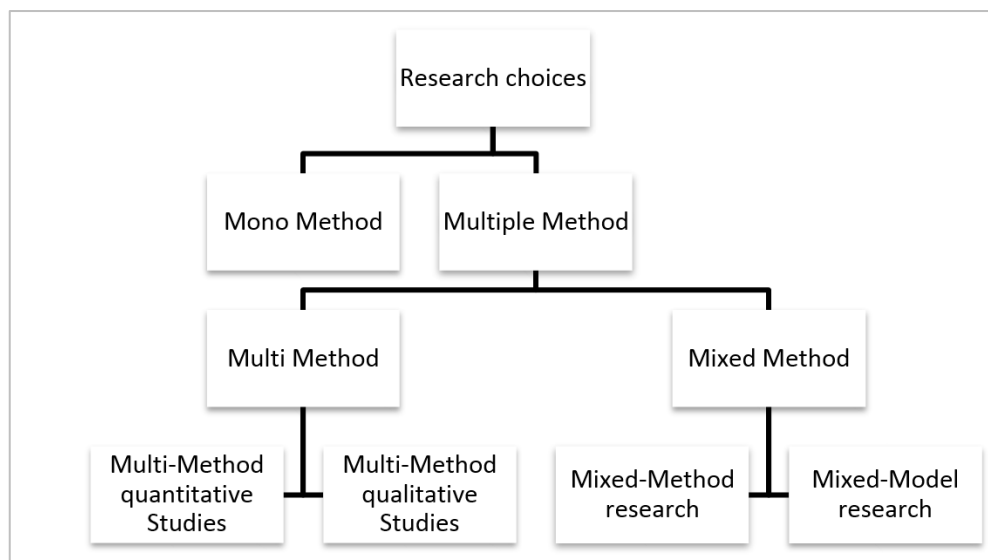 Research choices
Mono Method
Multiple Method
Multi Method
Mixed Method
Multi-Method
quantitative
Studies
Multi-Method
qualitative
Studies
Mixed-Method
research
Mixed-Model
research